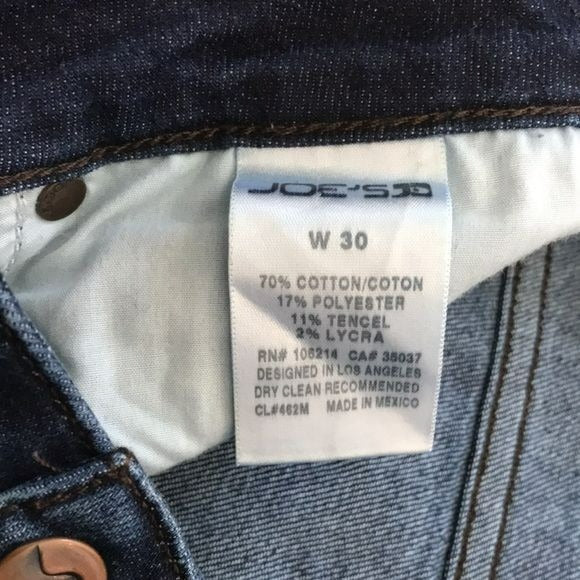 JOE'S
W 30
70% COTTON/COTON
17% POLYESTER
11% TENCEL
2% LYCRA
RN# 106214 CA# 35037
DESIGNED IN LOS ANGELES
DRY CLEAN RECOMMENDED
CL#462M MADE IN MEXICO